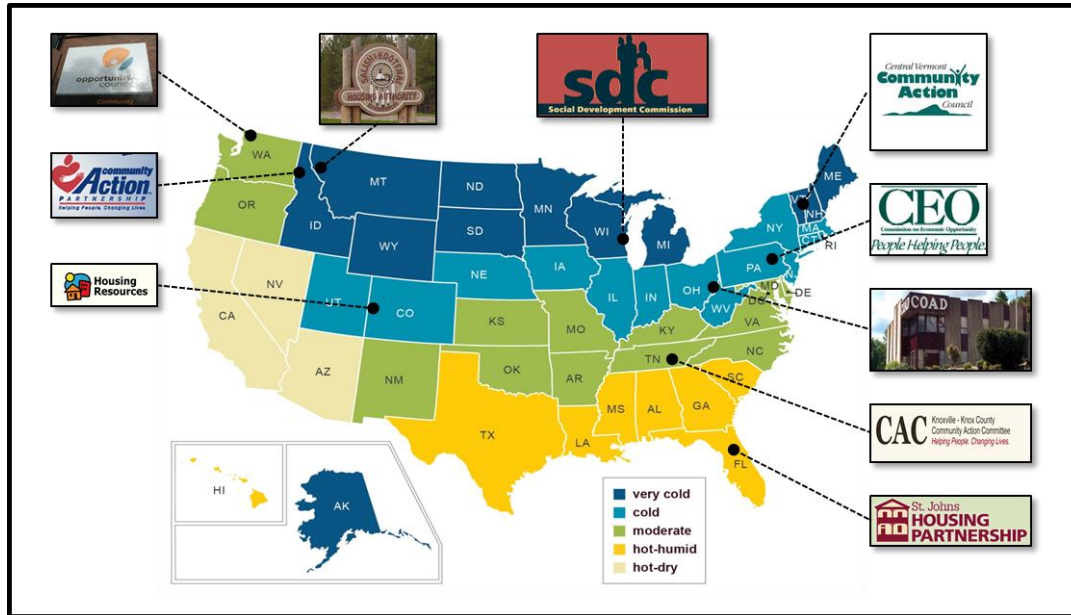 opportunity
council
Community
SALISH & KOOTENAI
HOUSING AUTHORITY
sdc
Social Development Commission
Central Vermont
Community
Action
Council
community
Action
PARTNERSHIP
Helping People. Changing Lives.
CEO
Commission on Economic Opportunity
People Helping People.
Housing
Resources
COAD
CAC
Knoxville - Knox County
Community Action Committee
Helping People. Changing Lives.
St. Johns
HOUSING
PARTNERSHIP
WA
MT
ND
MN
ME
VT
NH
OR
ID
WY
SD
WI
MI
NY
MA
CT
RI
NV
UT
CO
NE
IA
IL
IN
OH
PA
NJ
MD
DE
DC
WV
VA
CA
AZ
NM
KS
MO
KY
OK
AR
TN
NC
SC
TX
LA
MS
AL
GA
FL
HI
AK
very cold
cold
moderate
hot-humid
hot-dry